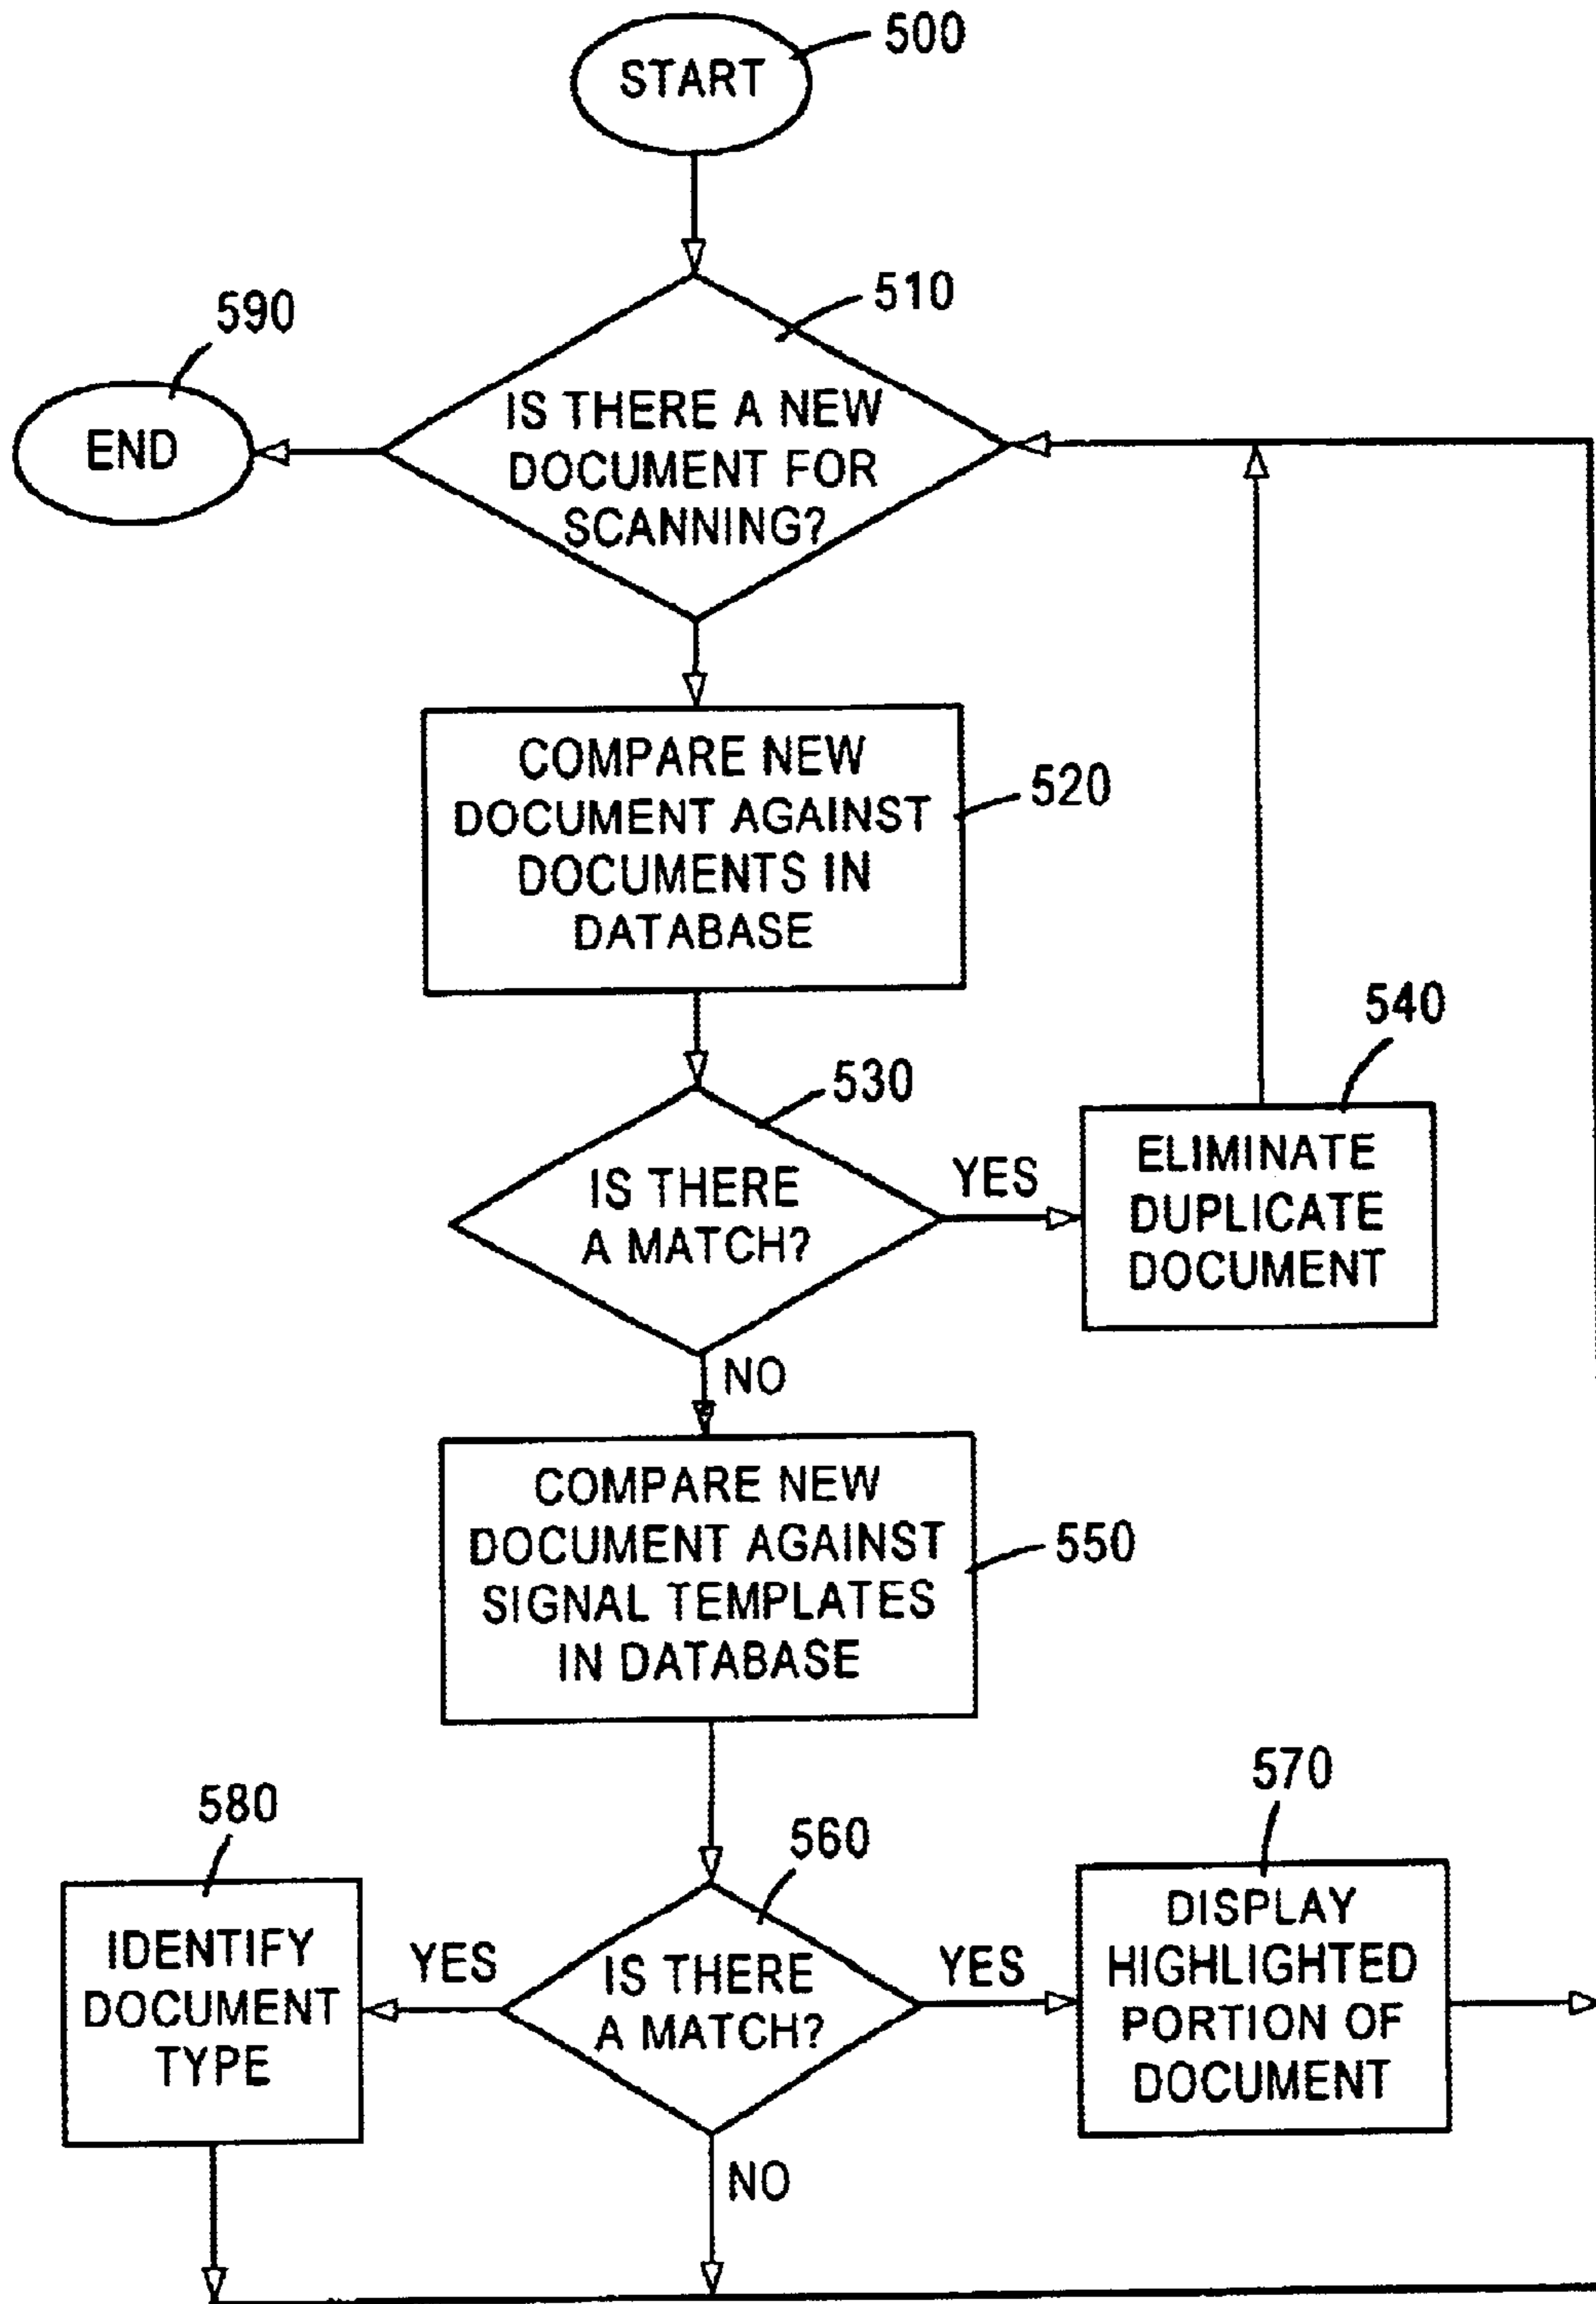 500
START
510
590
IS THERE A NEW
END
DOCUMENT FOR
SCANNING?
COMPARE NEW
520
DOCUMENT AGAINST
DOCUMENTS IN
DATABASE
540
530
ELIMINATE
YES
IS THERE
DUPLICATE
A MATCH?
DOCUMENT
NO
COMPARE NEW
DOCUMENT AGAINST
550
SIGNAL TEMPLATES
IN DATABASE
570
580
560
DISPLAY
IDENTIFY
YES
IS THERE
YES
HIGHLIGHTED
DOCUMENT
A MATCH?
PORTION OF
TYPE
DOCUMENT
NO